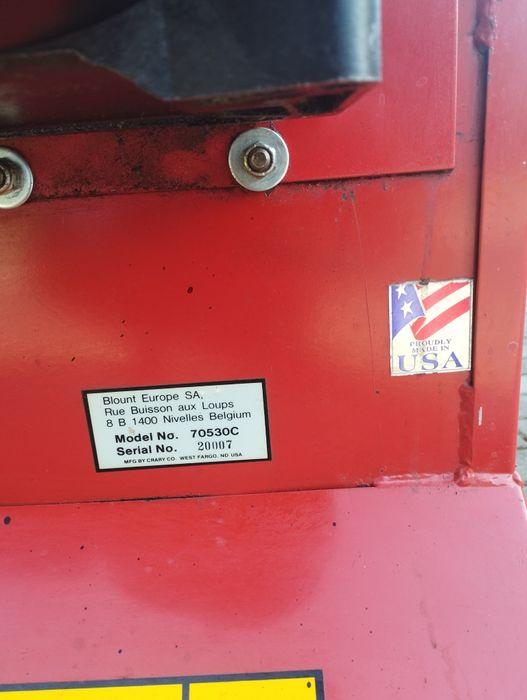 PROUDLY
MADE IN
USA
Blount Europe SA,
Rue Buisson aux Loups
8 B 1400 Nivelles Belgium
Model No. 70530C
Serial No. 20007
MFG BY CRARY CO. WEST FARGO, ND USA